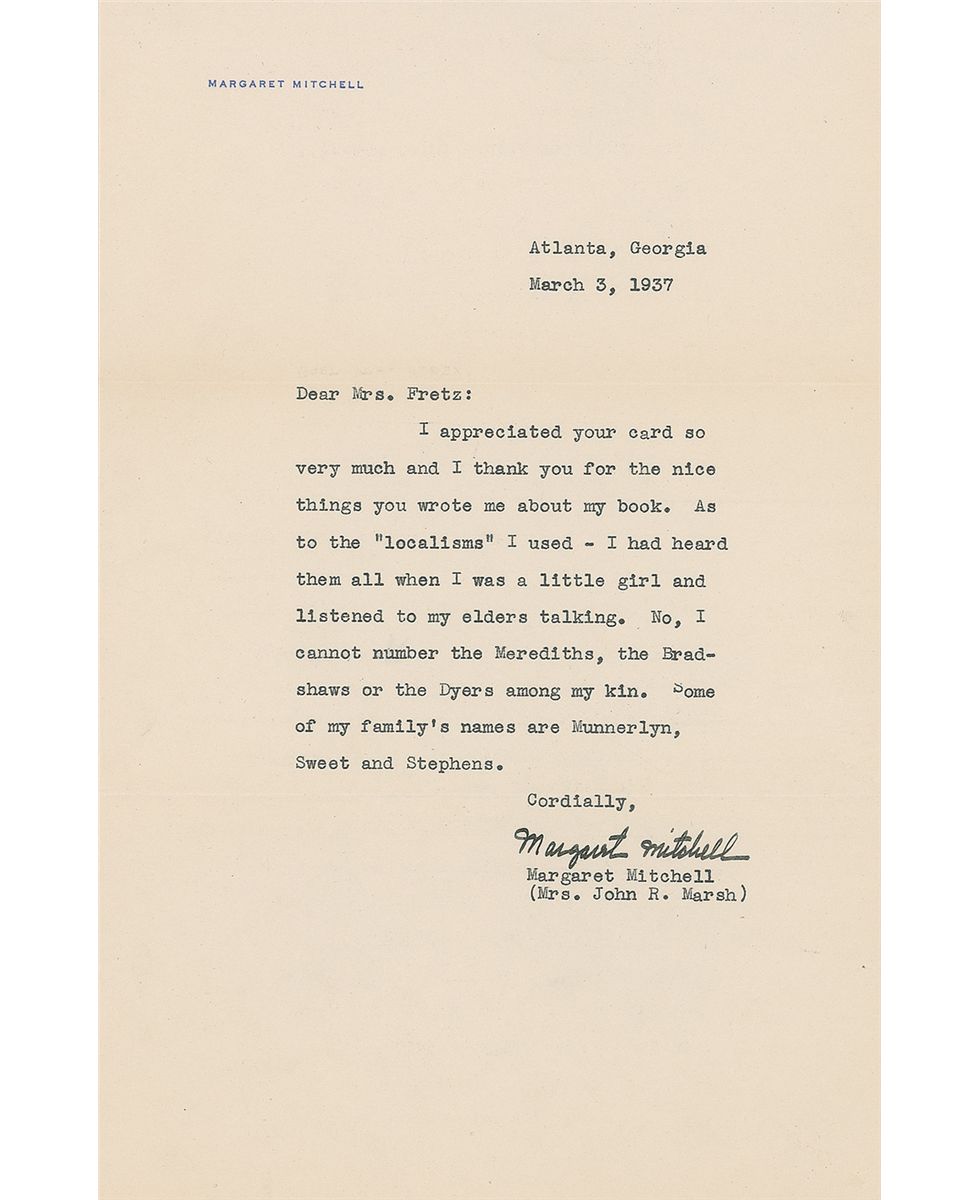 MARGARET MITCHELL
Atlanta, Georgia
March 3, 1937
Dear Mrs. Fretz:
I appreciated your card so
very much and I thank you for the nice
things you wrote me about my book. As
to the "localisms" I used - I had heard
them all when I was a little girl and
listened to my elders talking. No, I
cannot number the Merediths, the Brad-
shaws or the Dyers among my kin. Some
of my family's names are Munnerlyn,
Sweet and Stephens.
Cordially,
Margaret Mitchell
Margaret Mitchell
(Mrs. John R. Marsh)